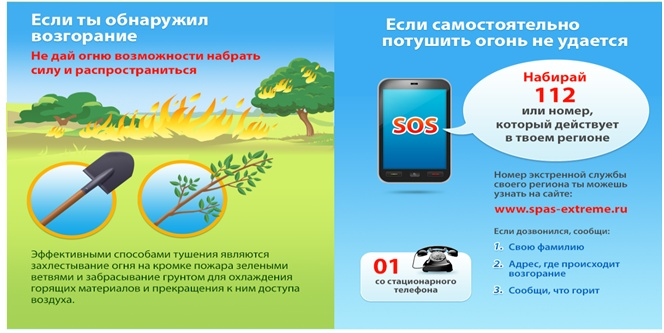 Если ты обнаружил
возгорание
Не дай огню возможности набрать
силу и распространиться
Эффективными способами тушения являются
захлестывание огня на кромке пожара зелеными
ветвями и забрасывание грунтом для охлаждения
горящих материалов и прекращения к ним доступа
воздуха.
Если самостоятельно
потушить огонь не удается
SOS
Набирай
112
или номер,
который действует
в твоем регионе
Номер экстренной службы
своего региона ты можешь
узнать на сайте:
www.spas-extreme.ru
Если дозвонился, сообщи:
1. Свою фамилию
2. Адрес, где происходит
возгорание
3. Сообщи, что горит
01
со стационарного
телефона